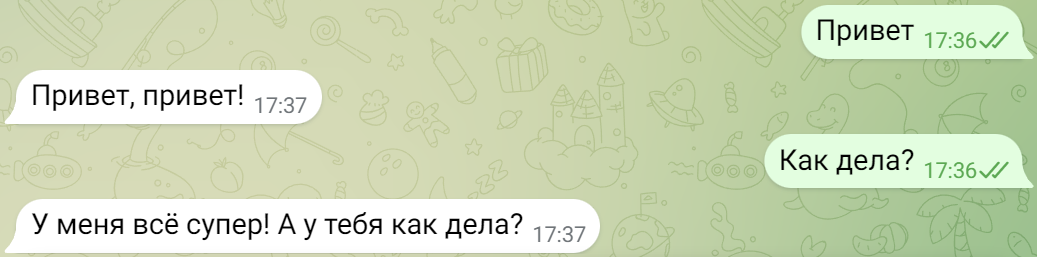 Привет 17:36
Привет, привет! 17:37
Как дела? 17:36
У меня всё супер! А у тебя как дела? 17:37